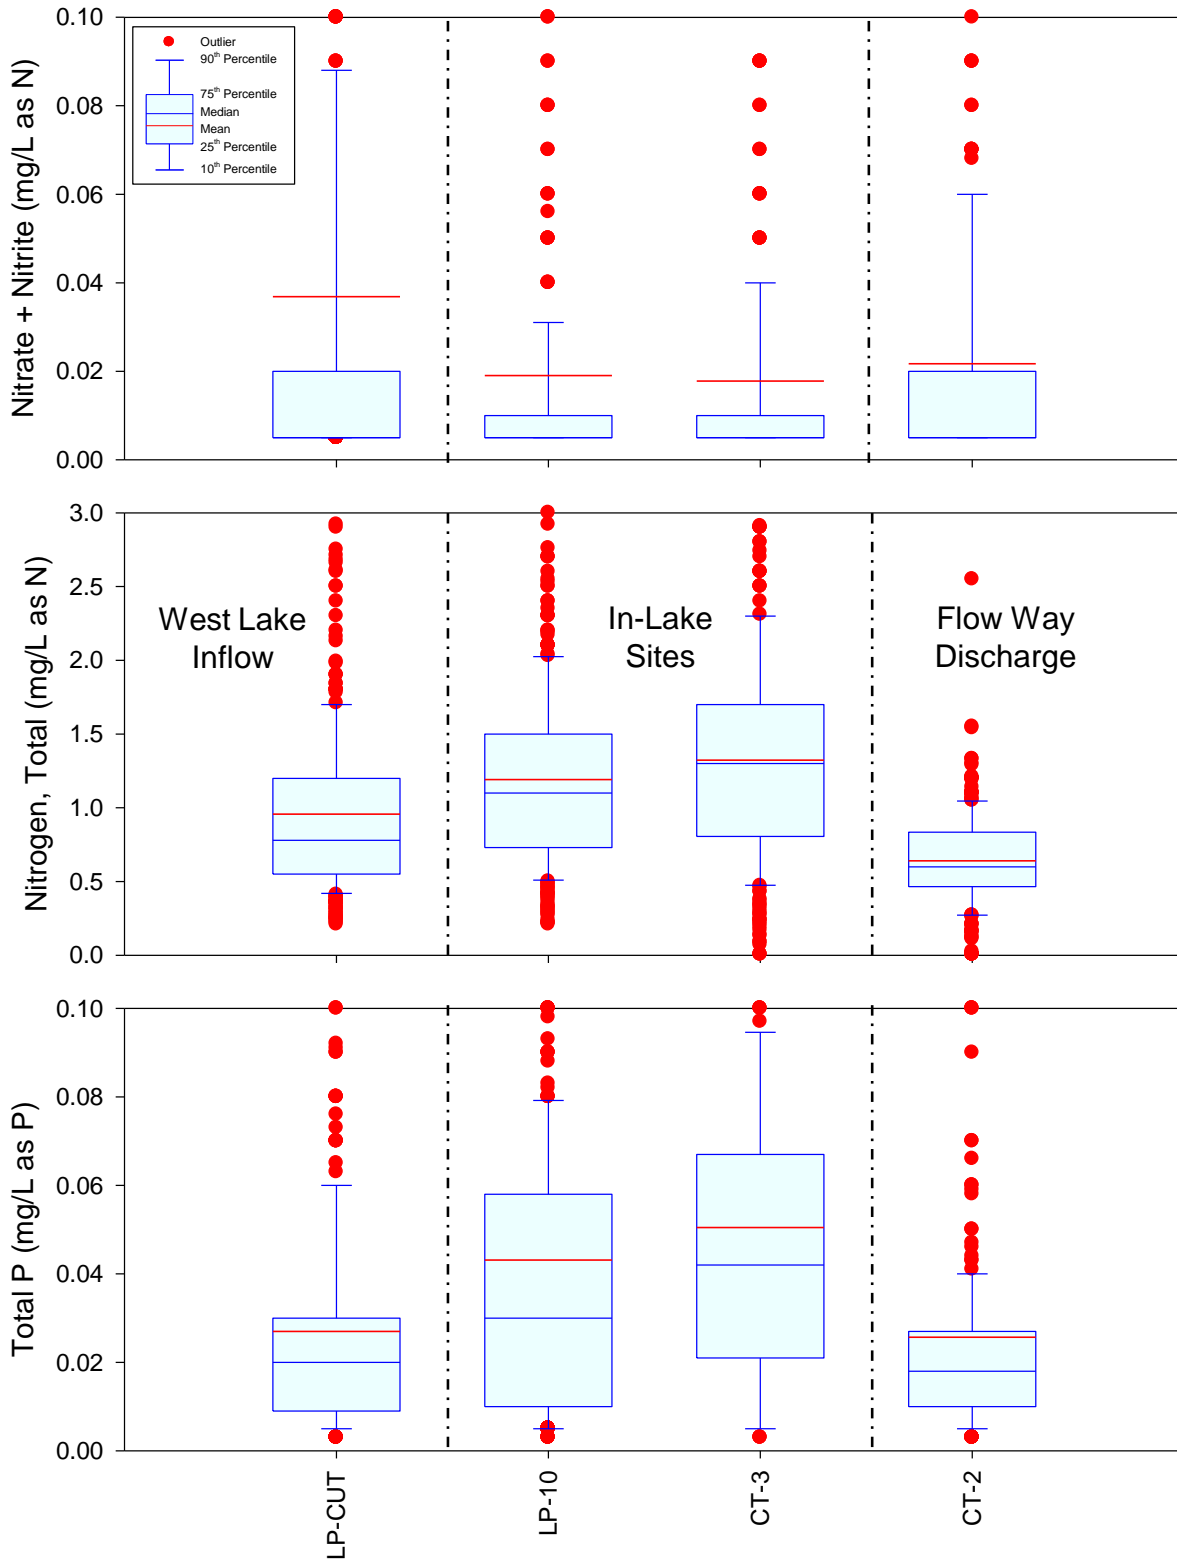 Nitrate + Nitrite (mg/L as N)
0.10
0.08
0.06
0.04
0.02
0.00
Outlier
90th Percentile
75th Percentile
Median
Mean
25th Percentile
10th Percentile
Nitrogen, Total (mg/L as N)
3.0
2.5
2.0
1.5
1.0
0.5
0.0
West Lake
Inflow
In-Lake
Sites
Flow Way
Discharge
Total P (mg/L as P)
0.10
0.08
0.06
0.04
0.02
0.00
LP-CUT
LP-10
CT-3
CT-2